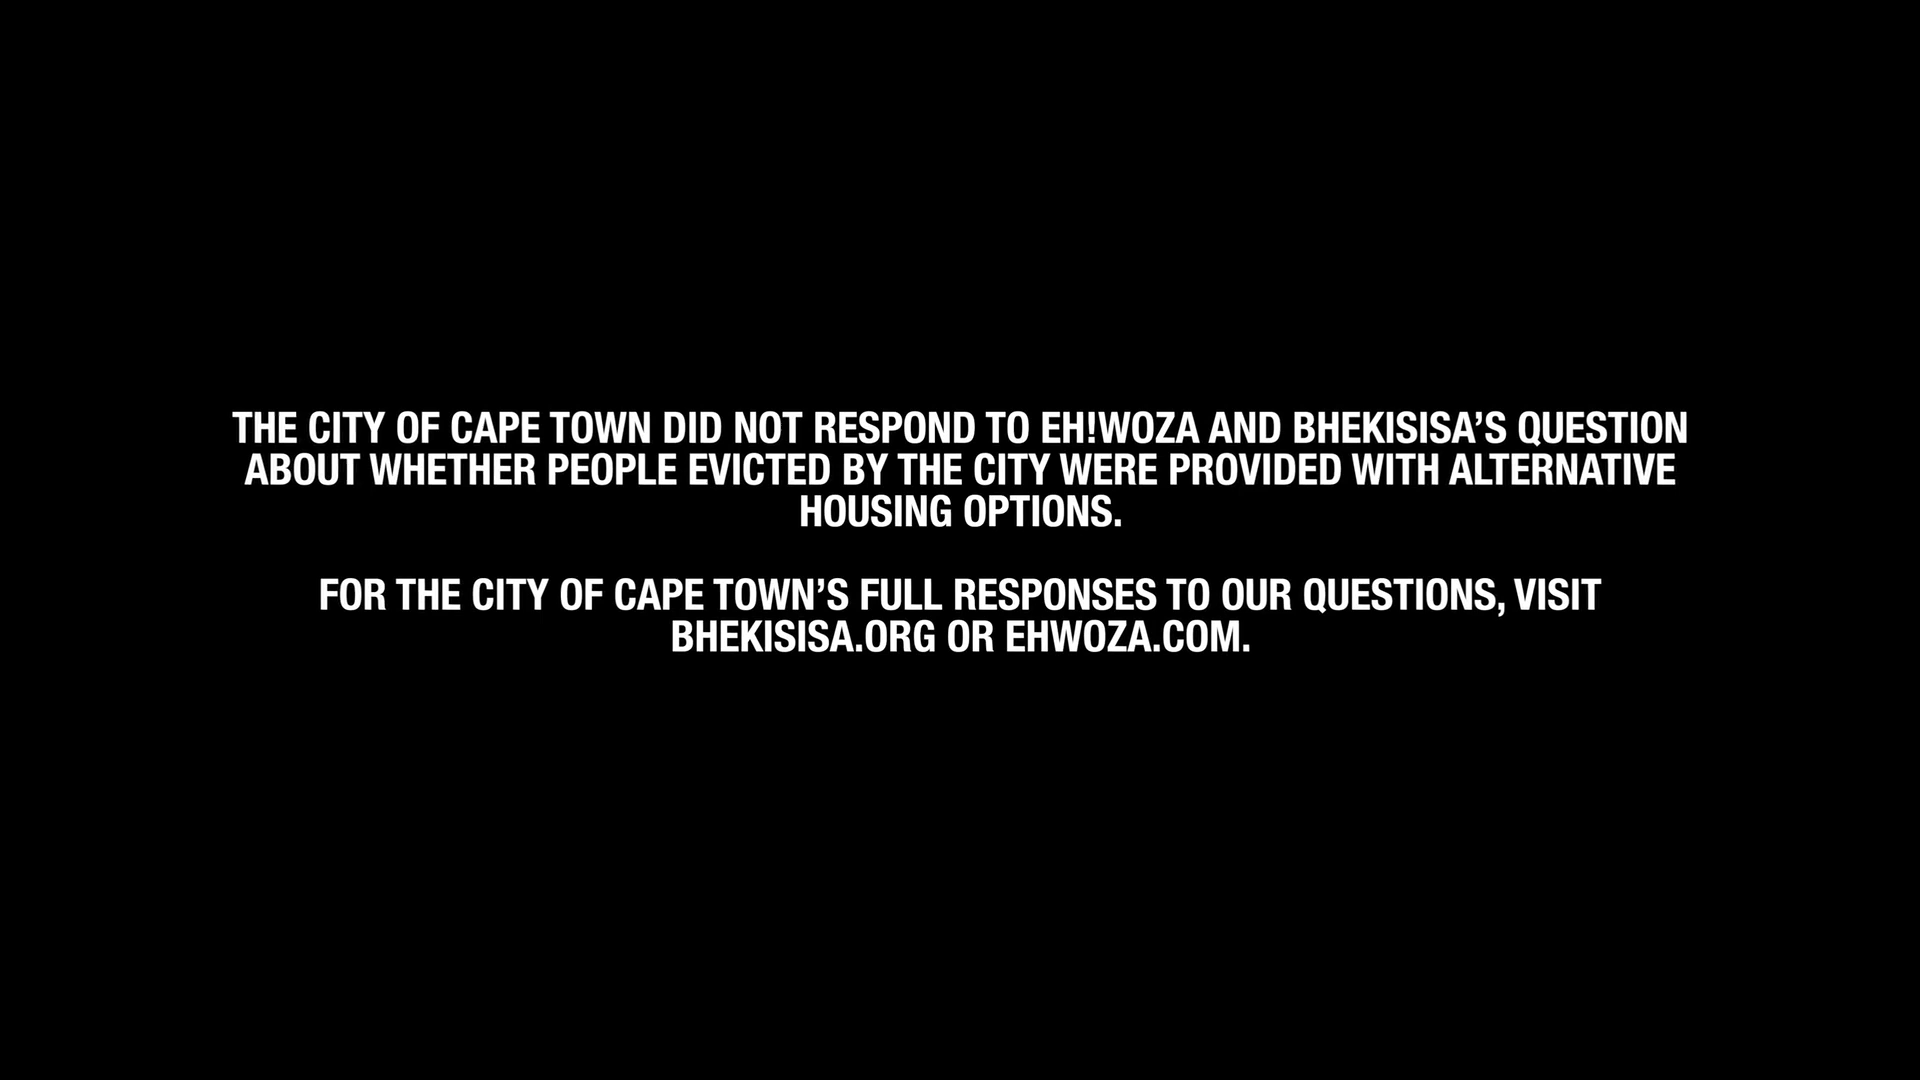 THE CITY OF CAPE TOWN DID NOT RESPOND TO EH!WOZA AND BHEKISISA’S QUESTION
ABOUT WHETHER PEOPLE EVICTED BY THE CITY WERE PROVIDED WITH ALTERNATIVE
HOUSING OPTIONS.
FOR THE CITY OF CAPE TOWN’S FULL RESPONSES TO OUR QUESTIONS, VISIT
BHEKISISA.ORG OR EHWOZA.COM.